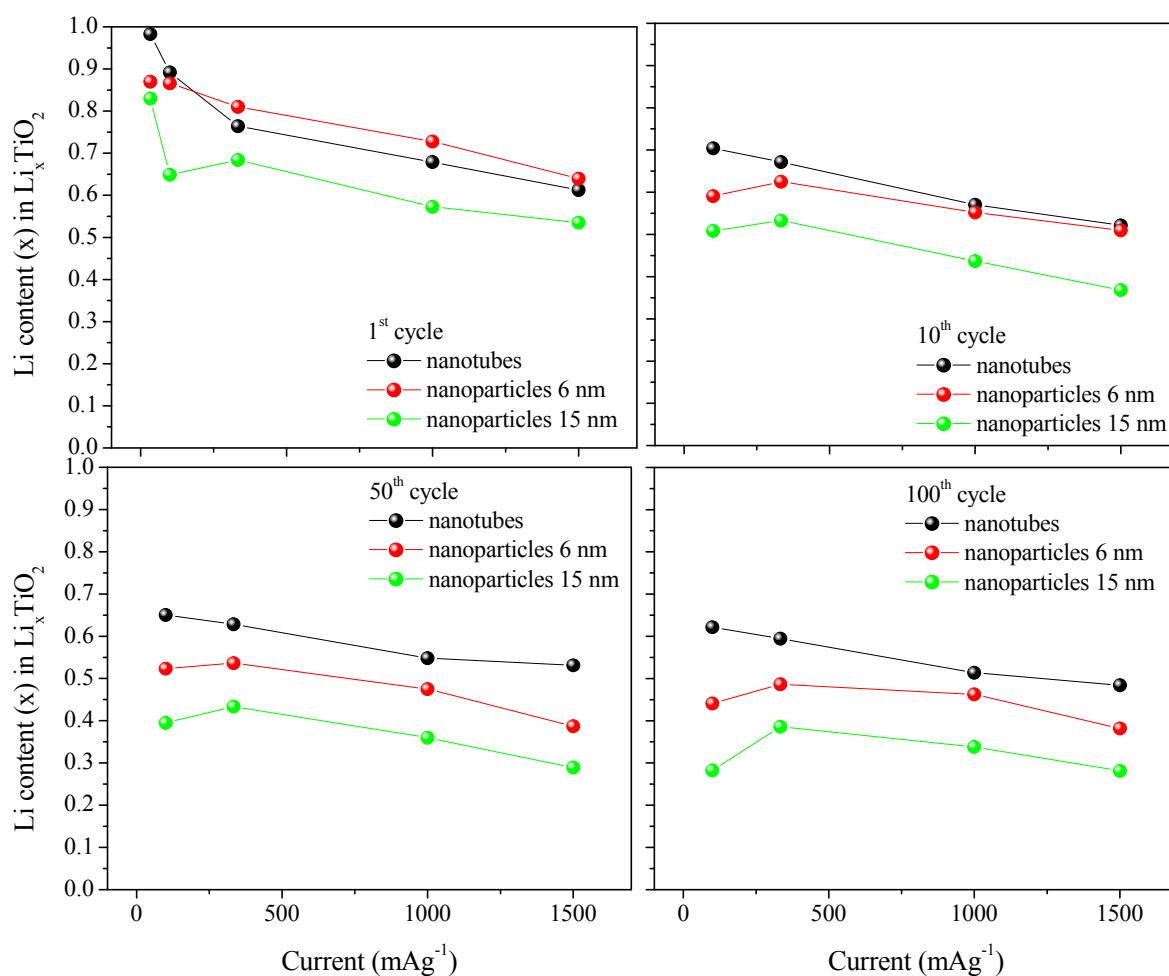 Li content (x) in LixTiO2
1.0
0.9
0.8
0.7
0.6
0.5
0.4
0.3
0.2
0.1
0.0
1st cycle
nanotubes
nanoparticles 6 nm
nanoparticles 15 nm
10th cycle
nanotubes
nanoparticles 6 nm
nanoparticles 15 nm
Li content (x) in LixTiO2
1.0
0.9
0.8
0.7
0.6
0.5
0.4
0.3
0.2
0.1
0.0
50th cycle
nanotubes
nanoparticles 6 nm
nanoparticles 15 nm
0 500 1000 1500
Current (mAg-1)
100th cycle
nanotubes
nanoparticles 6 nm
nanoparticles 15 nm
0 500 1000 1500
Current (mAg-1)